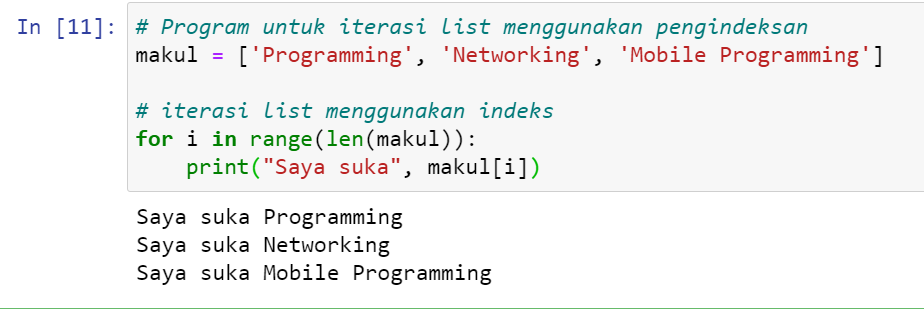 In [11]: # Program untuk iterasi list menggunakan pengindeksan
makul = ['Programming', 'Networking', 'Mobile Programming']
# iterasi list menggunakan indeks
for i in range(len(makul)):
    print("Saya suka", makul[i])
Saya suka Programming
Saya suka Networking
Saya suka Mobile Programming